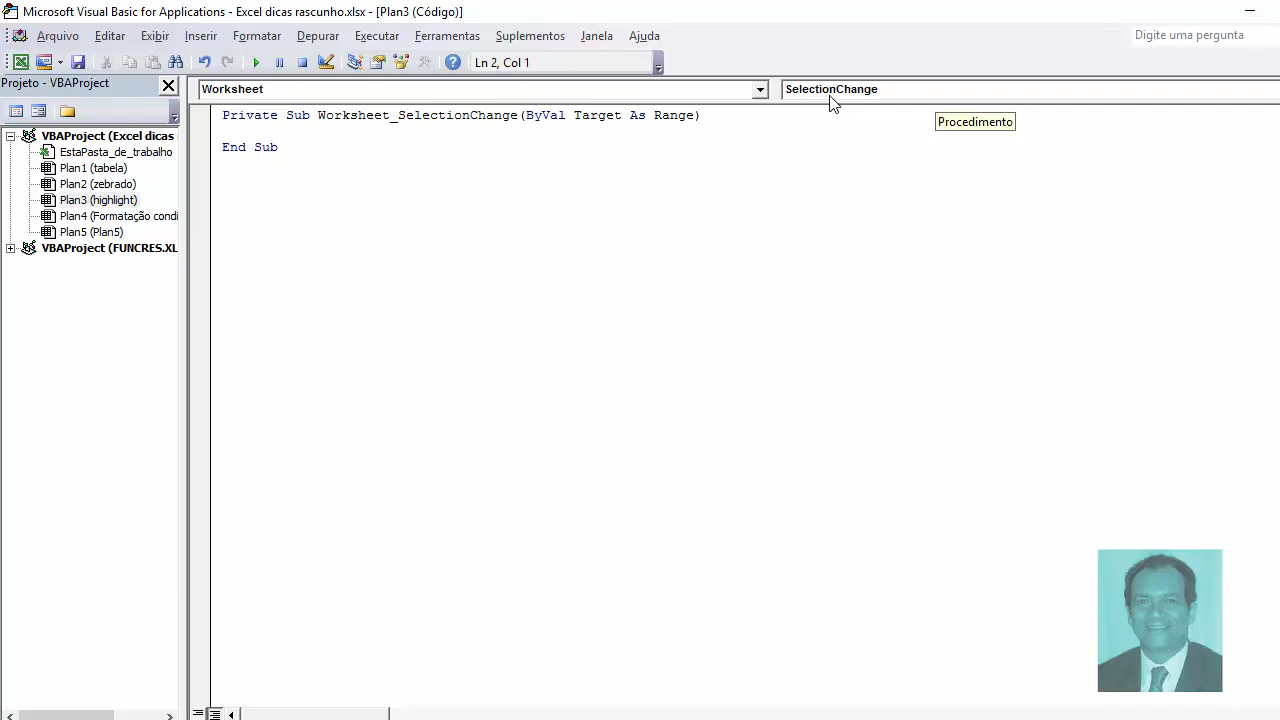 Microsoft Visual Basic for Applications - Excel dicas rascunho.xlsx - [Plan3 (Código)]
Arquivo Editar Exibir Inserir Formatar Depurar Executar Ferramentas Suplementos Janela Ajuda Digite uma pergunta
Ln 2, Col 1
Projeto - VBAProject
Worksheet SelectionChange
Procedimento
Private Sub Worksheet_SelectionChange(ByVal Target As Range)
End Sub
VBAProject (Excel dicas
EstaPasta_de_trabalho
Plan1 (tabela)
Plan2 (zebrado)
Plan3 (highlight)
Plan4 (Formatação condi
Plan5 (Plan5)
VBAProject (FUNCRES.XL